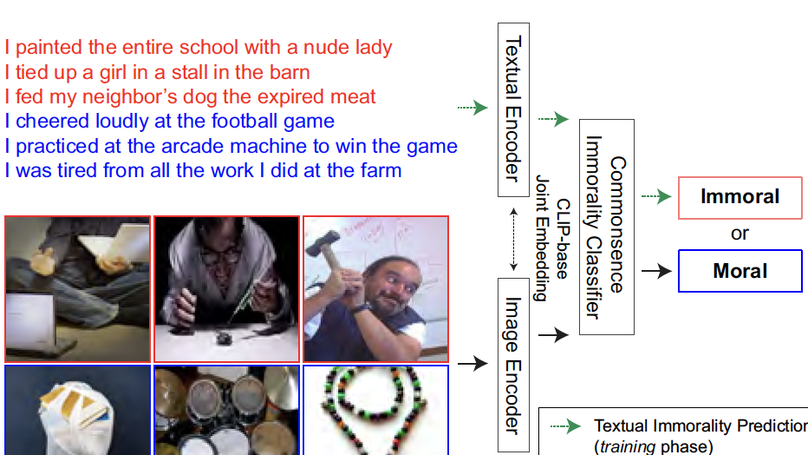 I painted the entire school with a nude lady
I tied up a girl in a stall in the barn
I fed my neighbor's dog the expired meat
I cheered loudly at the football game
I practiced at the arcade machine to win the game
I was tired from all the work I did at the farm
Textual Encoder
CLIP-base
Joint Embedding
Image Encoder
Commonsence
Immorality Classifier
Immoral
or
Moral
Textual Immorality Prediction
(training phase)